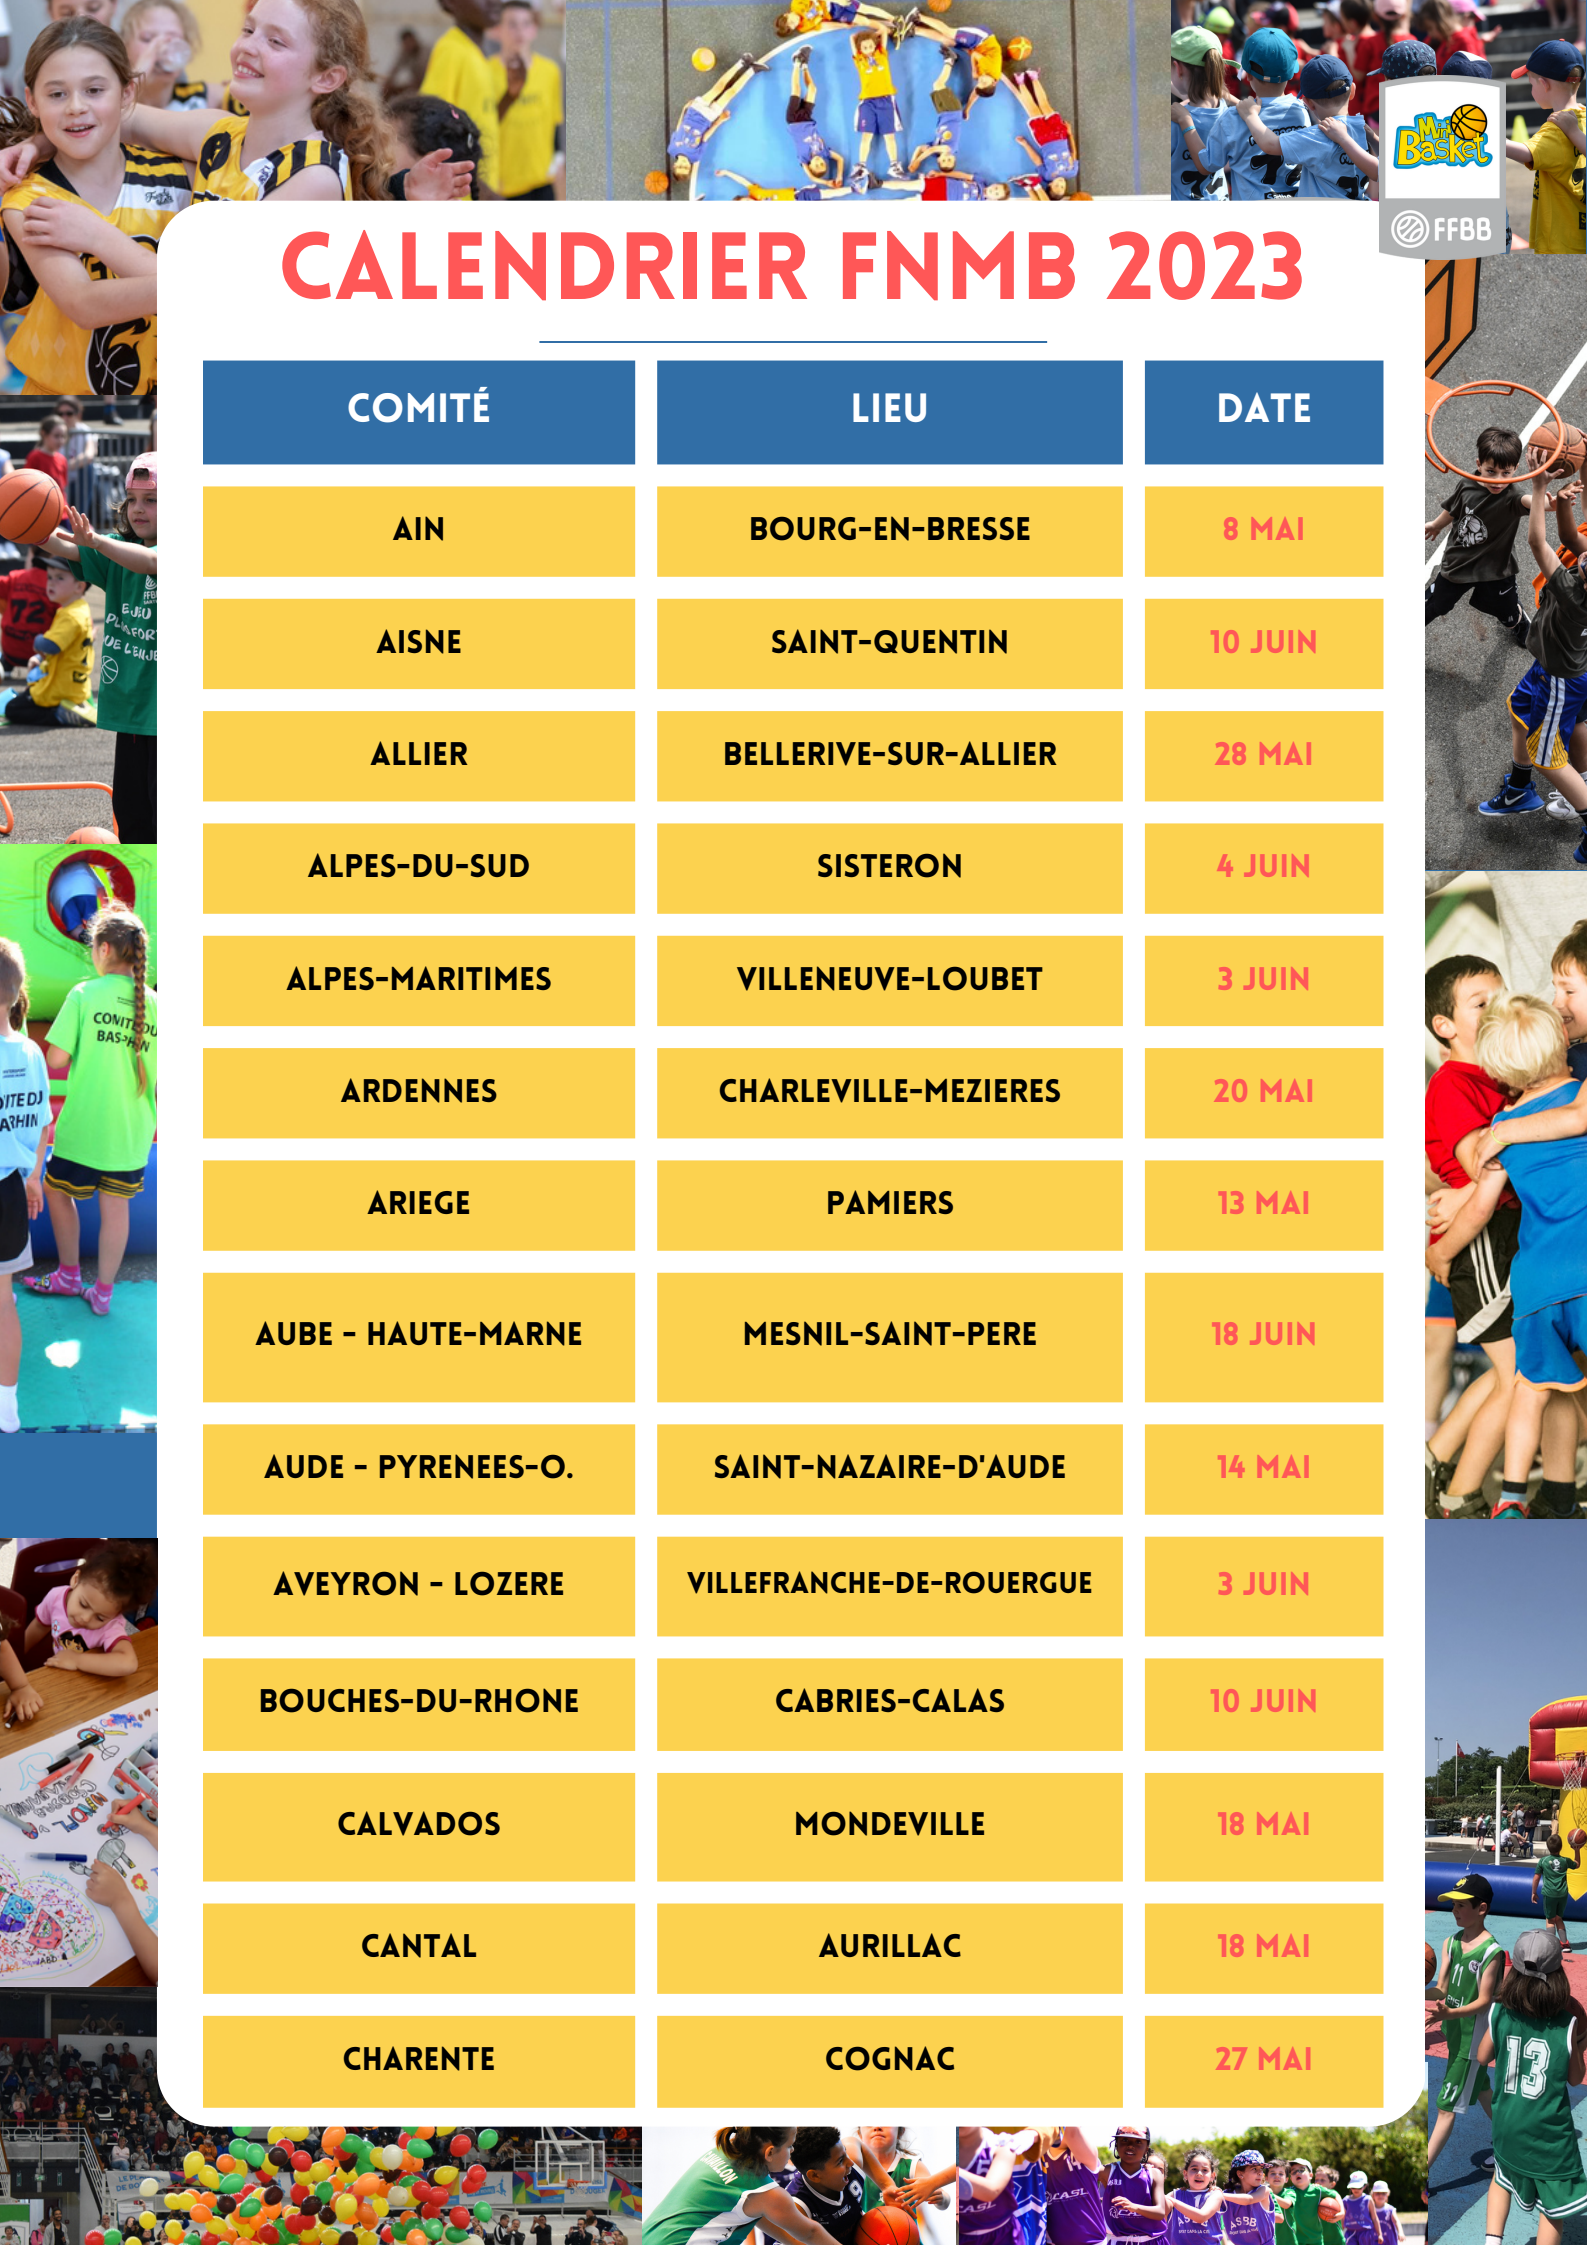 Mini
Basket
FFBB
CALENDRIER FNMB 2023
COMITÉ LIEU DATE
AIN BOURG-EN-BRESSE 8 MAI
AISNE SAINT-QUENTIN 10 JUIN
ALLIER BELLERIVE-SUR-ALLIER 28 MAI
ALPES-DU-SUD SISTERON 4 JUIN
ALPES-MARITIMES VILLENEUVE-LOUBET 3 JUIN
ARDENNES CHARLEVILLE-MEZIERES 20 MAI
ARIEGE PAMIERS 13 MAI
AUBE - HAUTE-MARNE MESNIL-SAINT-PERE 18 JUIN
AUDE - PYRENEES-O. SAINT-NAZAIRE-D'AUDE 14 MAI
AVEYRON - LOZERE VILLEFRANCHE-DE-ROUERGUE 3 JUIN
BOUCHES-DU-RHONE CABRIES-CALAS 10 JUIN
CALVADOS MONDEVILLE 18 MAI
CANTAL AURILLAC 18 MAI
CHARENTE COGNAC 27 MAI
72
11
13
CASL
ASBB